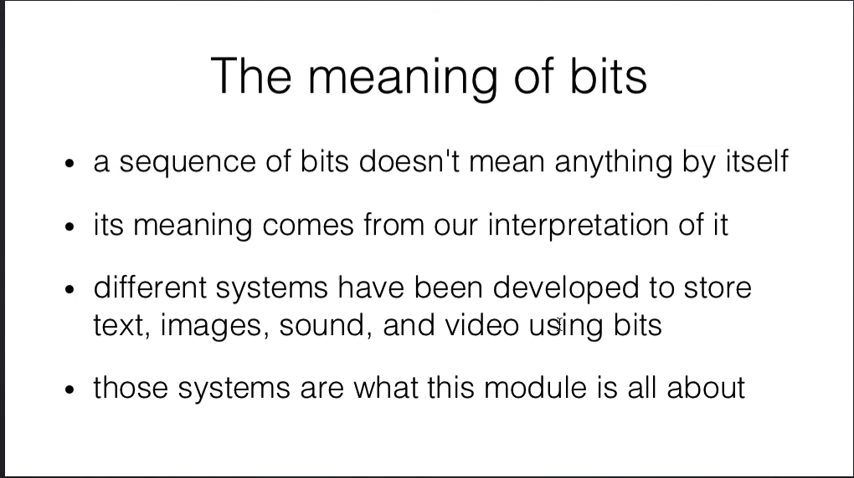 The meaning of bits
• a sequence of bits doesn't mean anything by itself
• its meaning comes from our interpretation of it
• different systems have been developed to store
text, images, sound, and video using bits
• those systems are what this module is all about